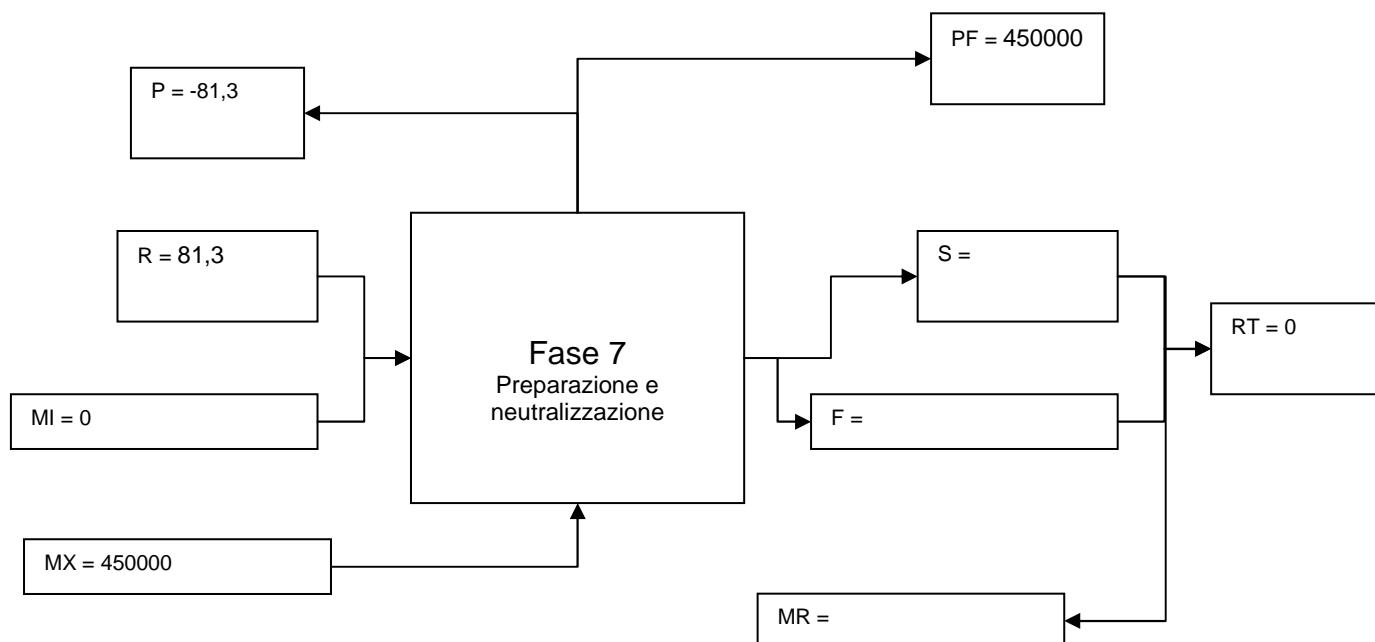 PF = 450000
P = -81,3
R = 81,3
S =
RT = 0
Fase 7
Preparazione e
neutralizzazione
MI = 0
F =
MX = 450000
MR =